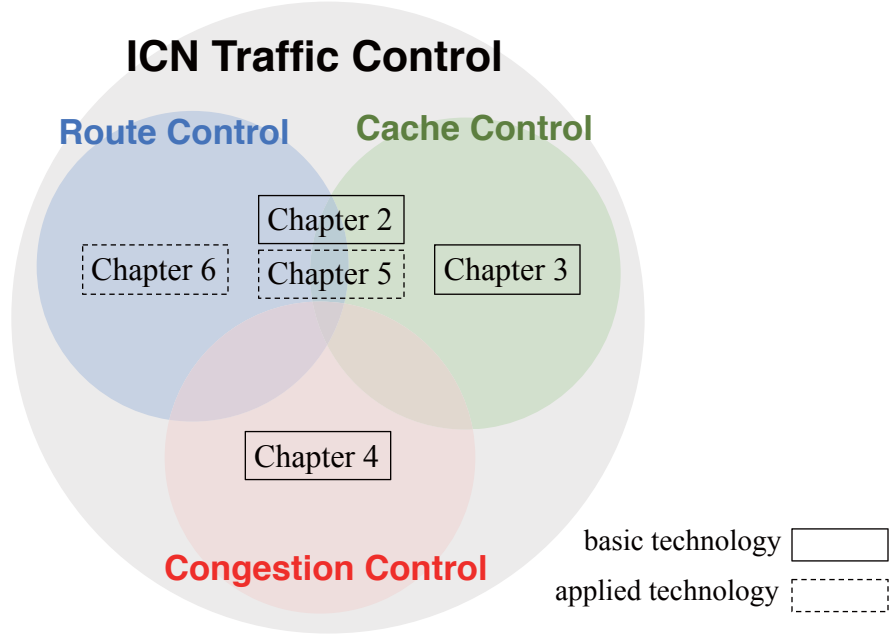 ICN Traffic Control
Route Control
Cache Control
Chapter 2
Chapter 6
Chapter 5
Chapter 3
Chapter 4
Congestion Control
basic technology
applied technology